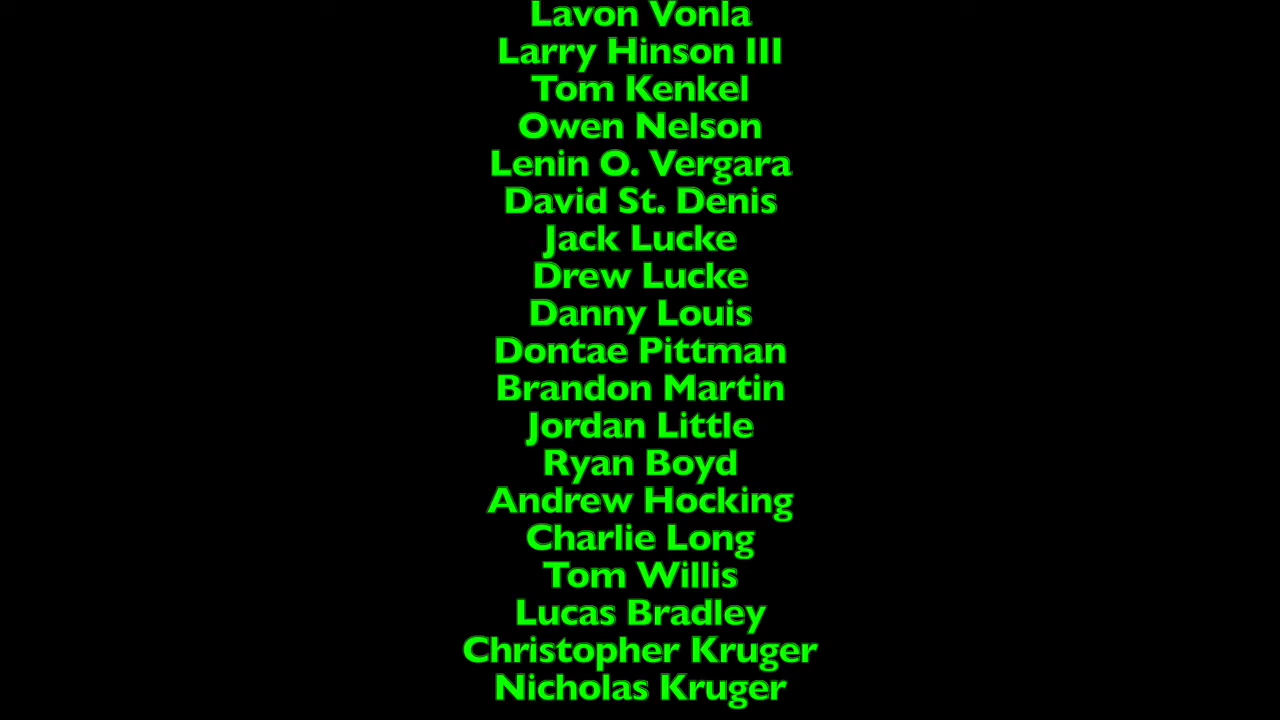 Lavon Vonla
Larry Hinson III
Tom Kenkel
Owen Nelson
Lenin O. Vergara
David St. Denis
Jack Lucke
Drew Lucke
Danny Louis
Dontae Pittman
Brandon Martin
Jordan Little
Ryan Boyd
Andrew Hocking
Charlie Long
Tom Willis
Lucas Bradley
Christopher Kruger
Nicholas Kruger